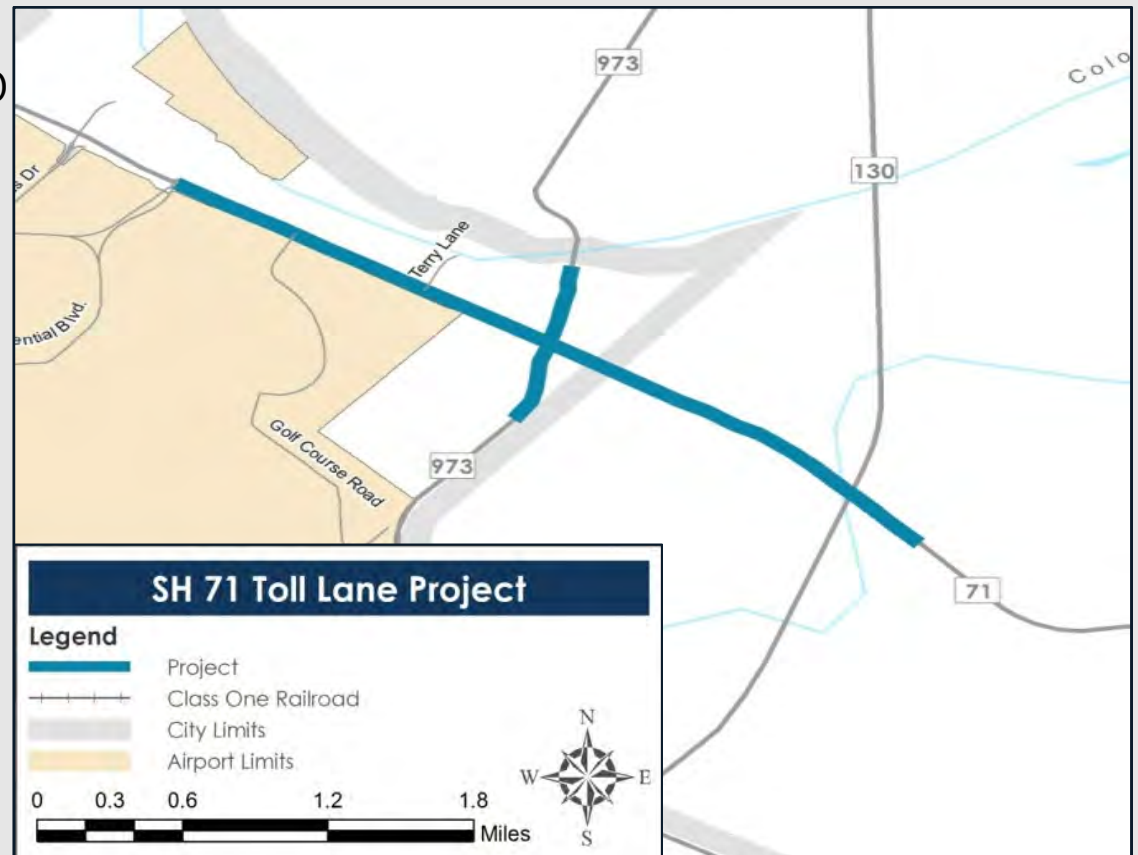 973
Colo
130
s Dr
Terry Lane
ential Blvd.
Golf Course Road
973
71
SH 71 Toll Lane Project
Legend
Project
Class One Railroad
City Limits
Airport Limits
N
W E
S
0 0.3 0.6 1.2 1.8
Miles